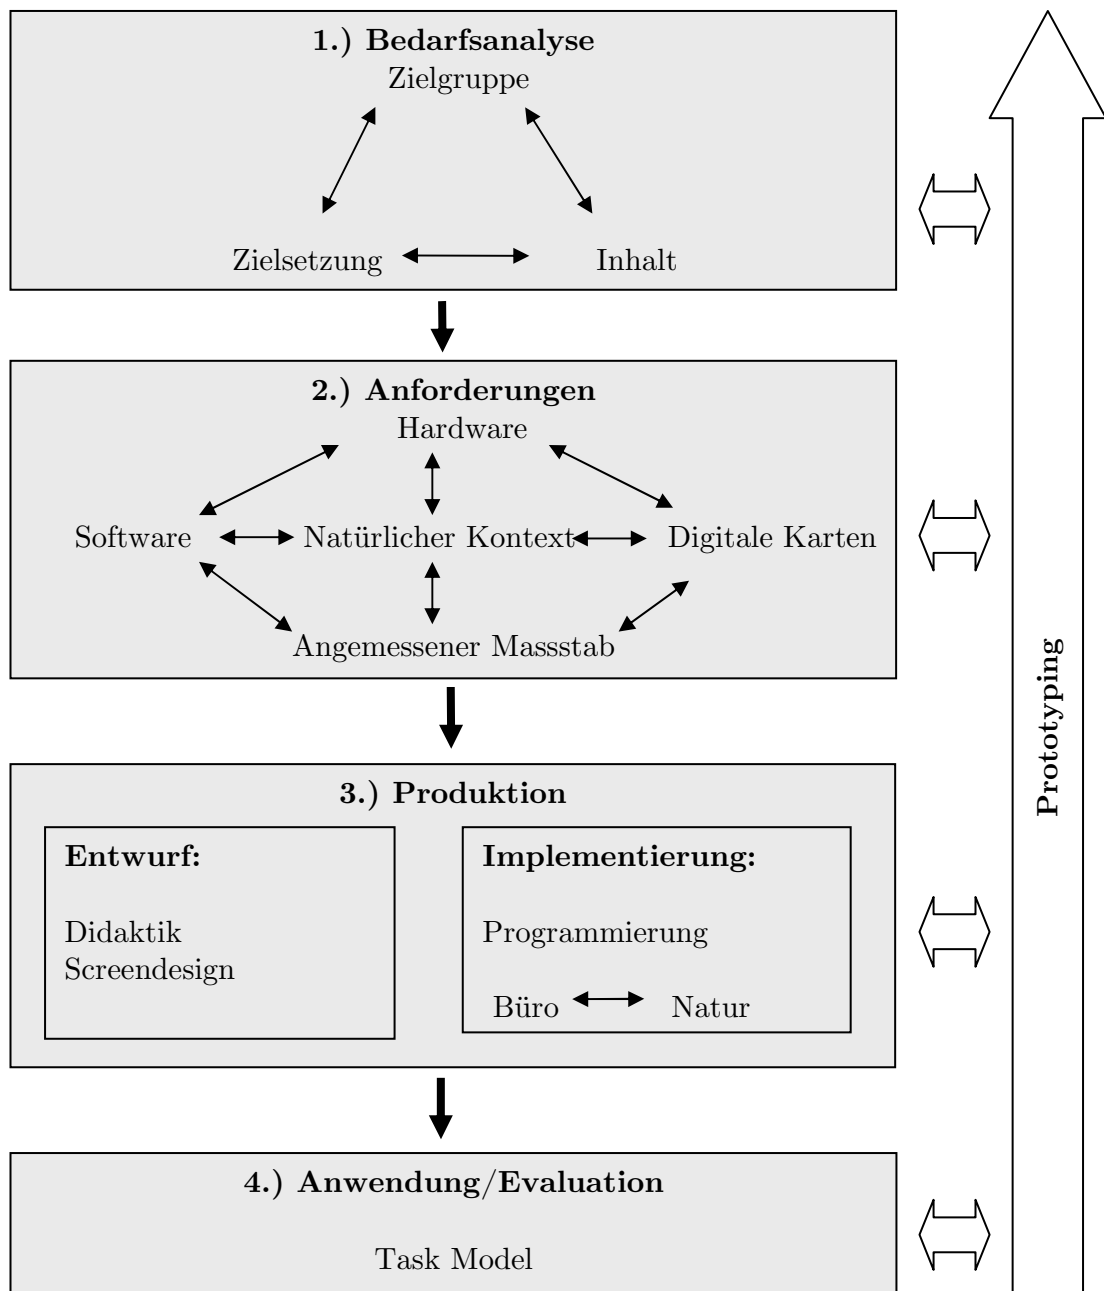 1.) Bedarfsanalyse
Zielgruppe
Zielsetzung Inhalt
2.) Anforderungen
Hardware
Software Natürlicher Kontext Digitale Karten
Angemessener Massstab
3.) Produktion
Entwurf:
Didaktik
Screendesign
Implementierung:
Programmierung
Büro Natur
4.) Anwendung/Evaluation
Task Model
Prototyping